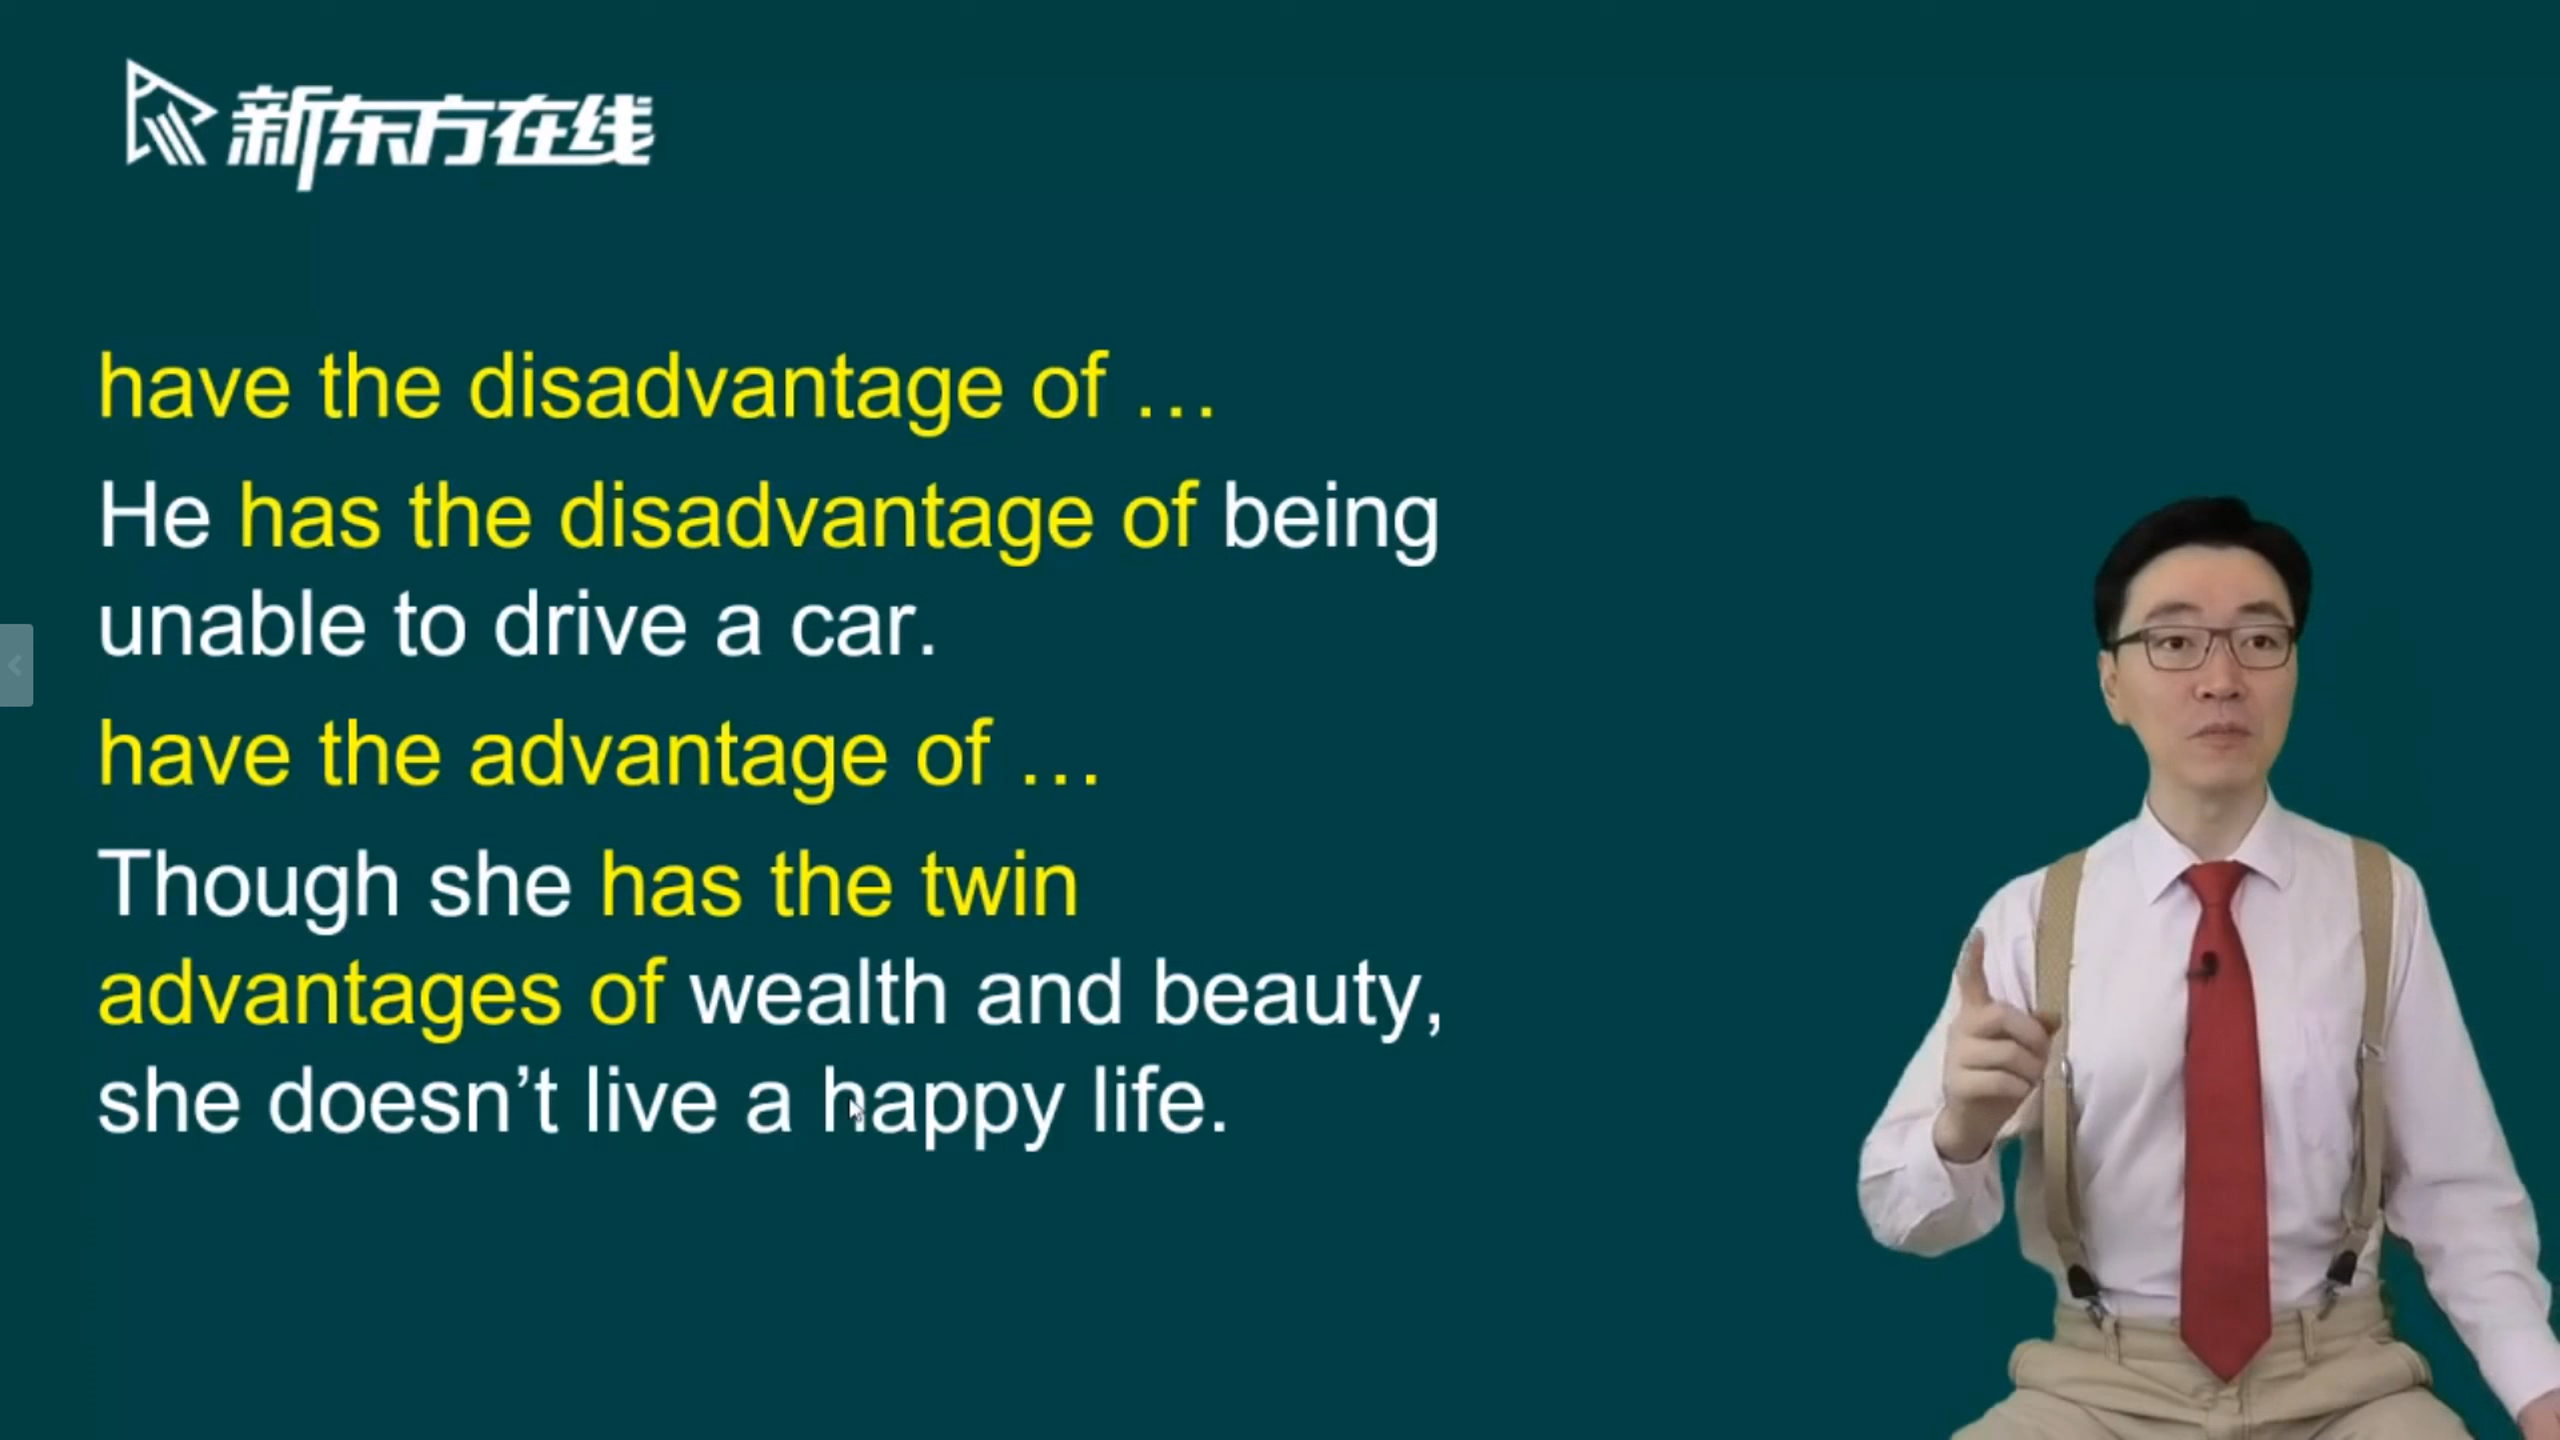 新东方在线
have the disadvantage of …
He has the disadvantage of being
unable to drive a car.
have the advantage of …
Though she has the twin
advantages of wealth and beauty,
she doesn’t live a happy life.